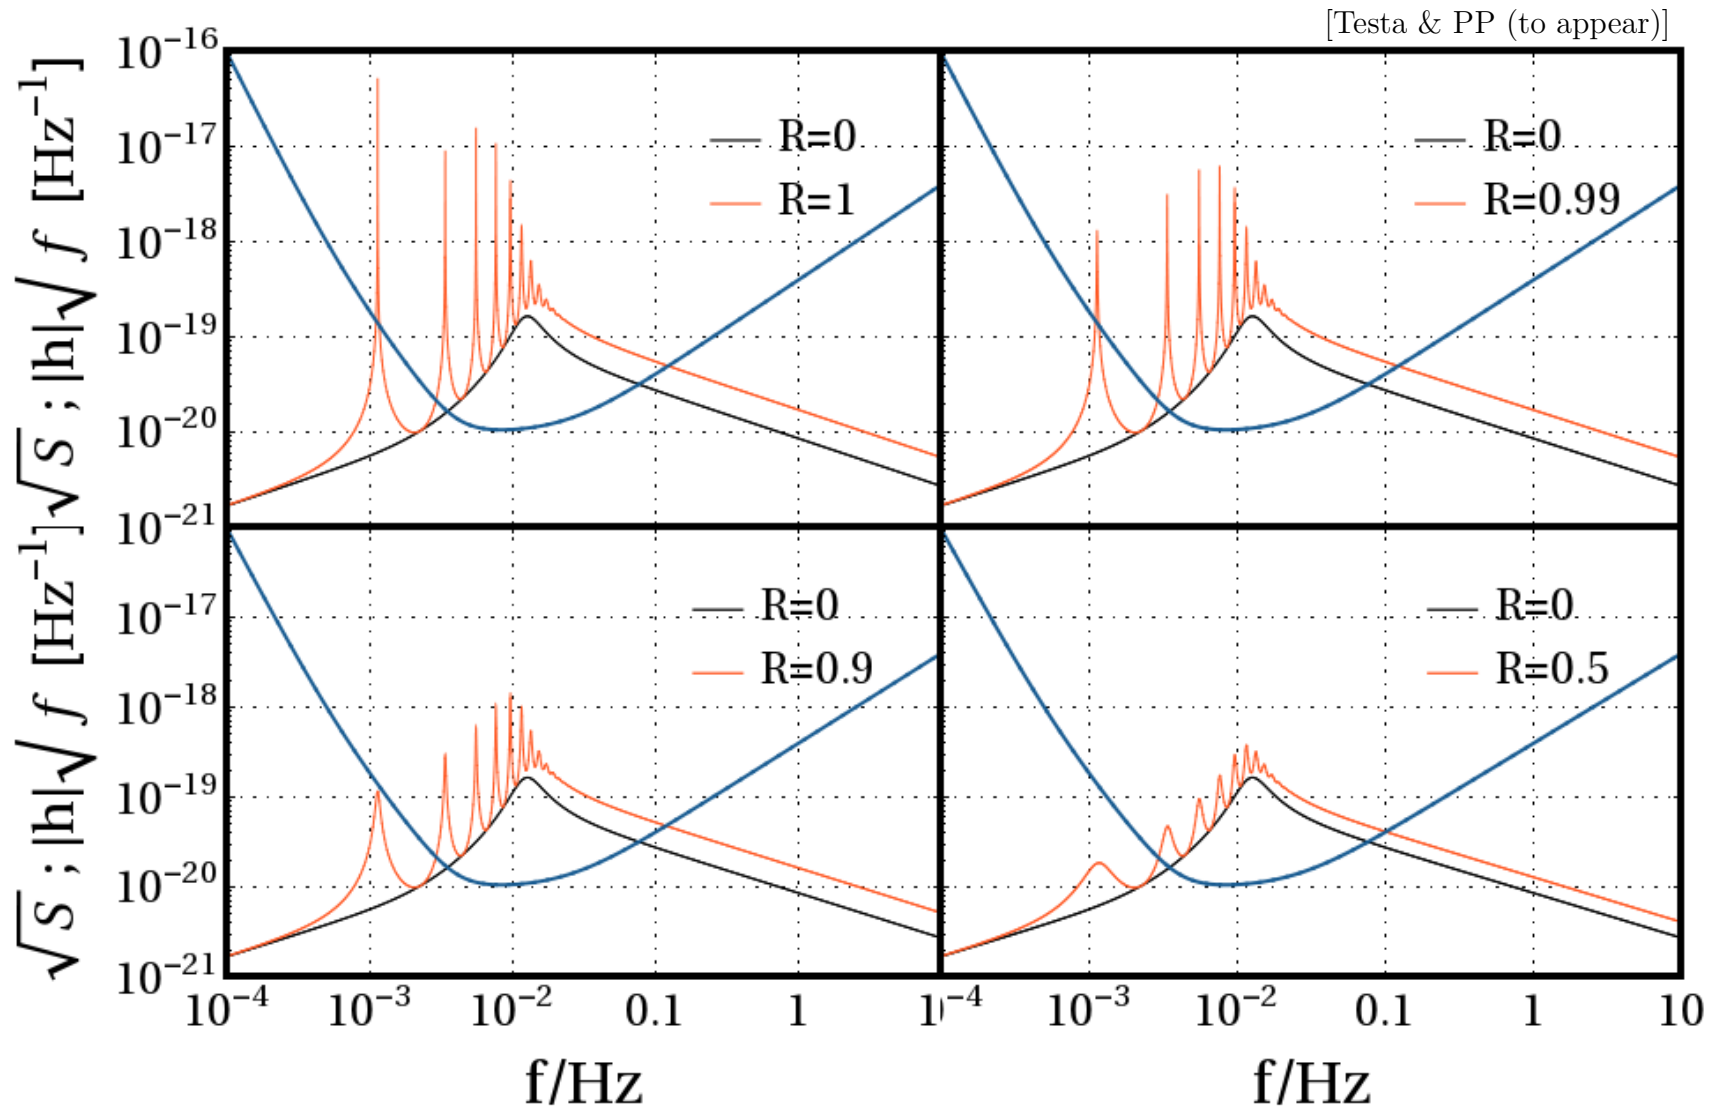 [Testa & PP (to appear)]
√S ; |h|√f [Hz⁻¹]
10⁻¹⁶
10⁻¹⁷
10⁻¹⁸
10⁻¹⁹
10⁻²⁰
10⁻²¹
R=0
R=1
R=0
R=0.99
√S ; |h|√f [Hz⁻¹]
10⁻¹⁷
10⁻¹⁸
10⁻¹⁹
10⁻²⁰
10⁻²¹
R=0
R=0.9
R=0
R=0.5
10⁻⁴ 10⁻³ 10⁻² 0.1 1 1
⁻⁴ 10⁻³ 10⁻² 0.1 1 10
f/Hz
f/Hz